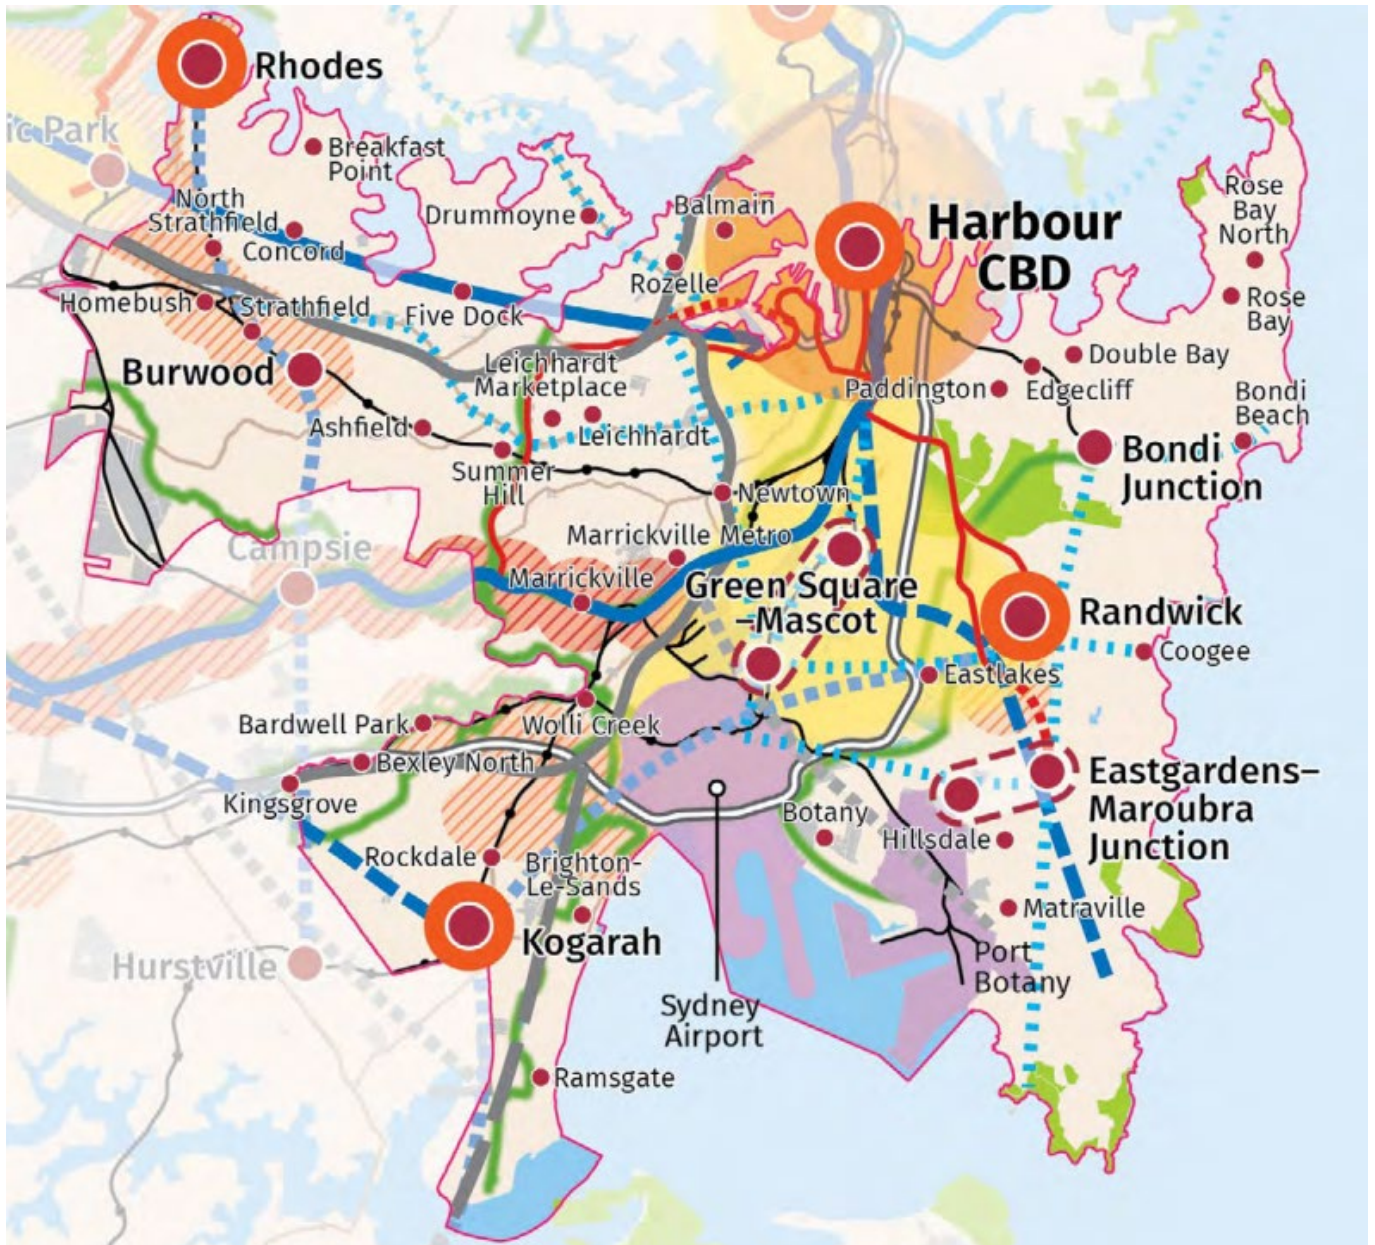 Rhodes
ic Park
Breakfast
Point
North
Strathfield
Concord
Drummoyne
Balmain
Harbour
CBD
Rose
Bay
North
Rozelle
Homebush
Strathfield
Five Dock
Rose
Bay
Burwood
Leichhardt
Marketplace
Double Bay
Paddington
Edgecliff
Bondi
Beach
Ashfield
Leichhardt
Bondi
Junction
Summer
Hill
Newtown
Campsie
Marrickville Metro
Marrickville
Green Square
–Mascot
Randwick
Coogee
Eastlakes
Bardwell Park
Wolli Creek
Bexley North
Kingsgrove
Eastgardens–
Maroubra
Junction
Botany
Hillsdale
Rockdale
Brighton-
Le-Sands
Matraville
Kogarah
Hurstville
Port
Botany
Sydney
Airport
Ramsgate